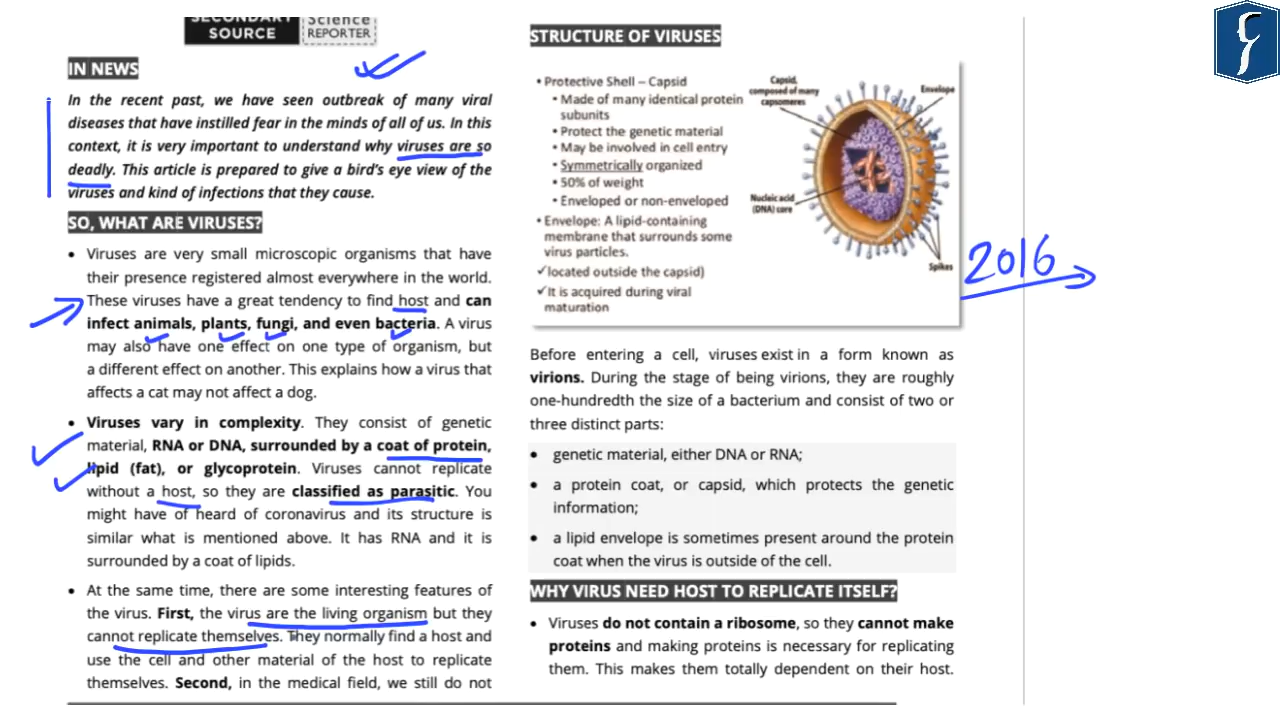 SECONDARY
SOURCE
Science
REPORTER
IN NEWS
In the recent past, we have seen outbreak of many viral
diseases that have instilled fear in the minds of all of us. In this
context, it is very important to understand why viruses are so
deadly. This article is prepared to give a bird's eye view of the
viruses and kind of infections that they cause.
SO, WHAT ARE VIRUSES?
• Viruses are very small microscopic organisms that have
their presence registered almost everywhere in the world.
These viruses have a great tendency to find host and can
infect animals, plants, fungi, and even bacteria. A virus
may also have one effect on one type of organism, but
a different effect on another. This explains how a virus that
affects a cat may not affect a dog.
• Viruses vary in complexity. They consist of genetic
material, RNA or DNA, surrounded by a coat of protein,
lipid (fat), or glycoprotein. Viruses cannot replicate
without a host, so they are classified as parasitic. You
might have of heard of coronavirus and its structure is
similar what is mentioned above. It has RNA and it is
surrounded by a coat of lipids.
• At the same time, there are some interesting features of
the virus. First, the virus are the living organism but they
cannot replicate themselves. They normally find a host and
use the cell and other material of the host to replicate
themselves. Second, in the medical field, we still do not
STRUCTURE OF VIRUSES
• Protective Shell – Capsid
• Made of many identical protein
subunits
• Protect the genetic material
• May be involved in cell entry
• Symmetrically organized
• 50% of weight
• Enveloped or non-enveloped
• Envelope: A lipid-containing
membrane that surrounds some
virus particles.
✓located outside the capsid)
✓It is acquired during viral
maturation
Capsid,
composed of many
capsomeres
Envelope
Nucleic acid
(DNA) core
Spikes
2016
Before entering a cell, viruses exist in a form known as
virions. During the stage of being virions, they are roughly
one-hundredth the size of a bacterium and consist of two or
three distinct parts:
• genetic material, either DNA or RNA;
• a protein coat, or capsid, which protects the genetic
information;
• a lipid envelope is sometimes present around the protein
coat when the virus is outside of the cell.
WHY VIRUS NEED HOST TO REPLICATE ITSELF?
• Viruses do not contain a ribosome, so they cannot make
proteins and making proteins is necessary for replicating
them. This makes them totally dependent on their host.